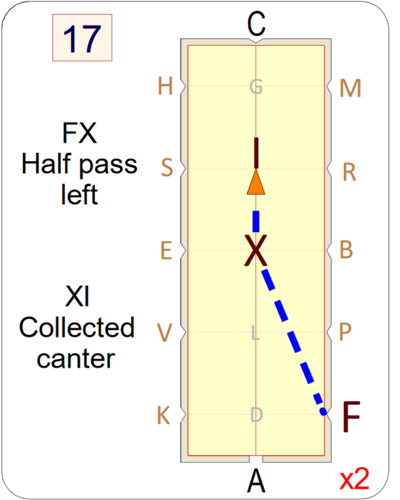 17
C
H G M
FX
Half pass
left
I
S R
E X B
XI
Collected
canter
V L P
K D F
A
x2